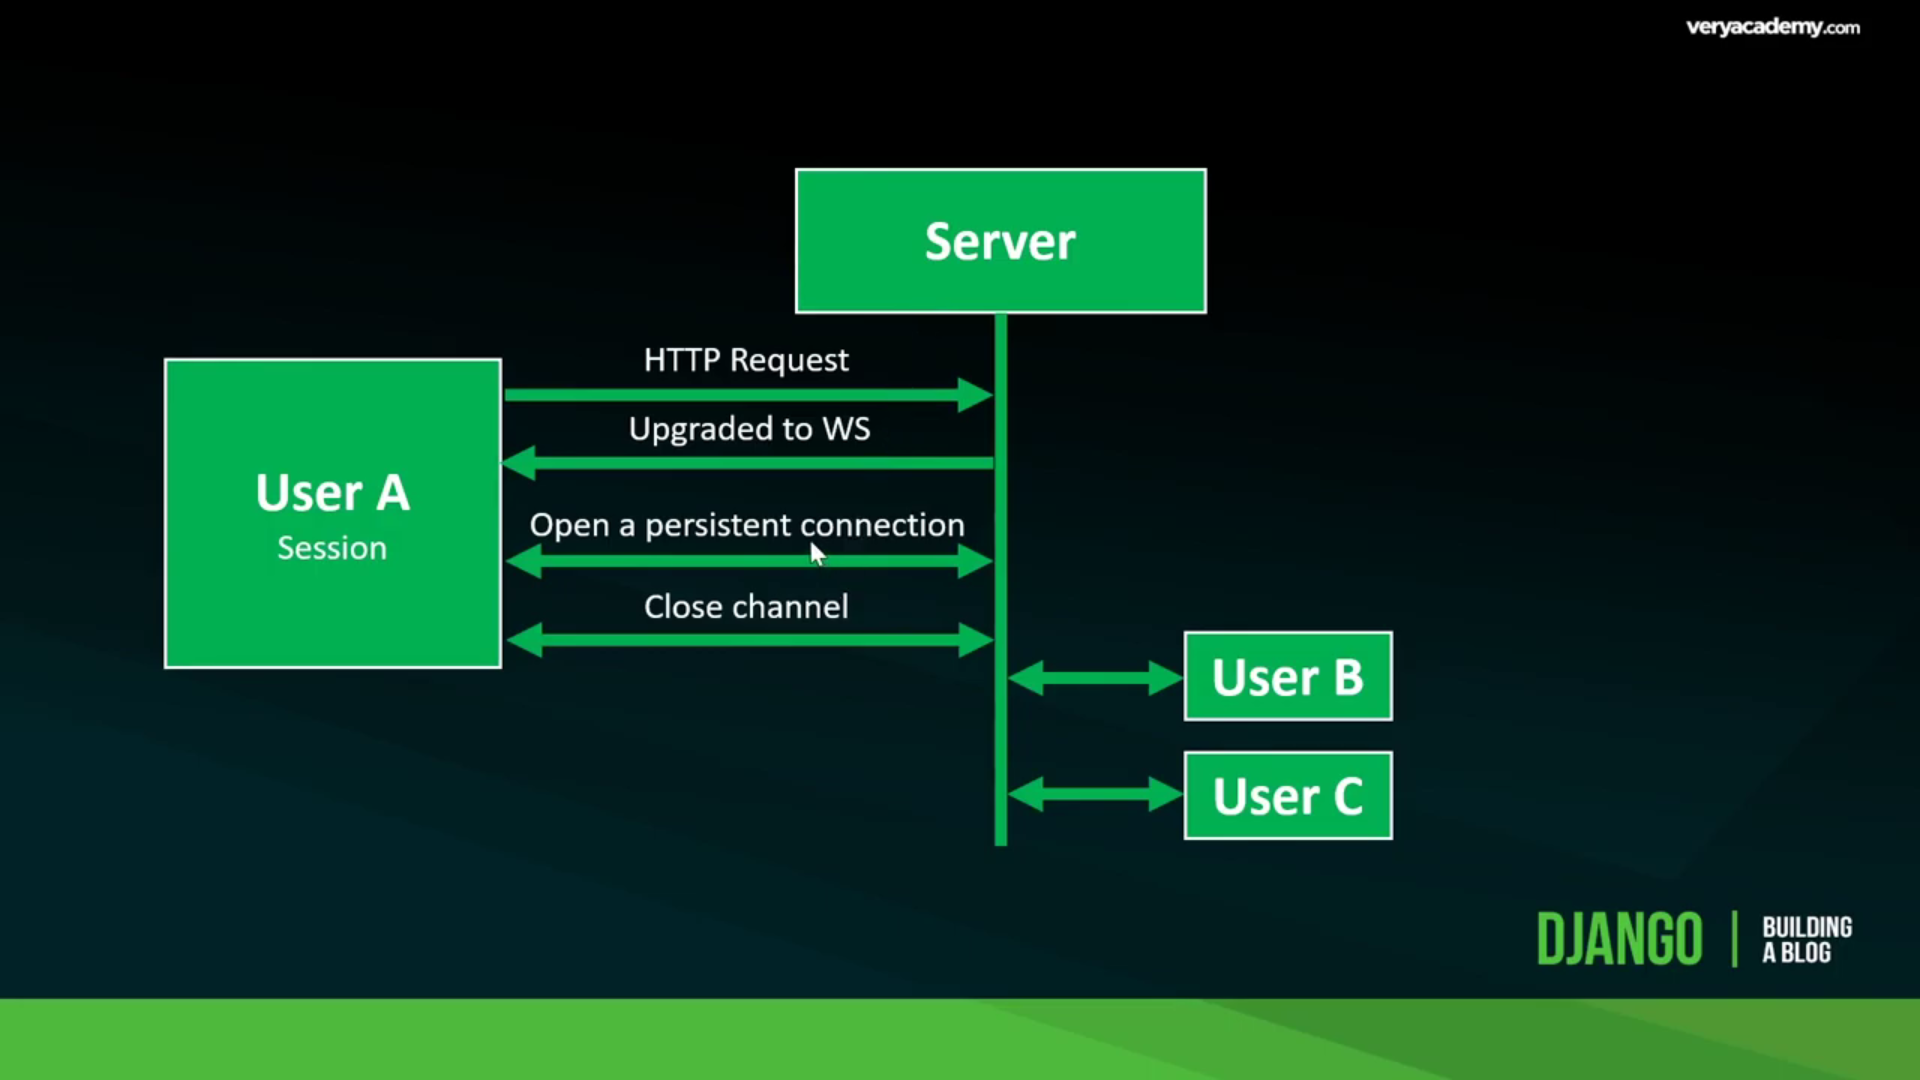 veryacademy.com
Server
HTTP Request
Upgraded to WS
User A
Session
Open a persistent connection
Close channel
User B
User C
DJANGO
BUILDING
A BLOG